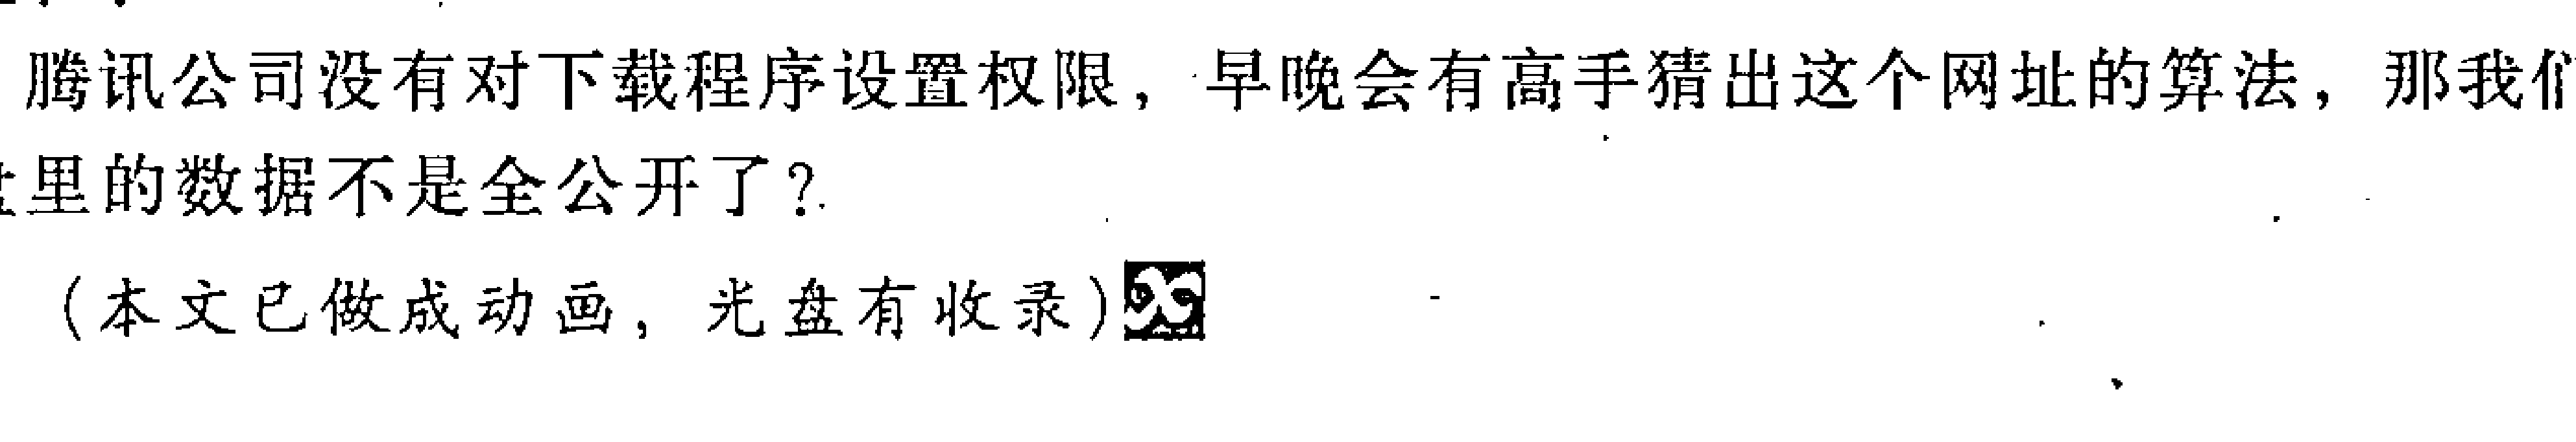 腾讯公司没有对下载程序设置权限，早晚会有高手猜出这个网址的算法，那我们
里的数据不是全公开了？
（本文已做成动画，光盘有收录）